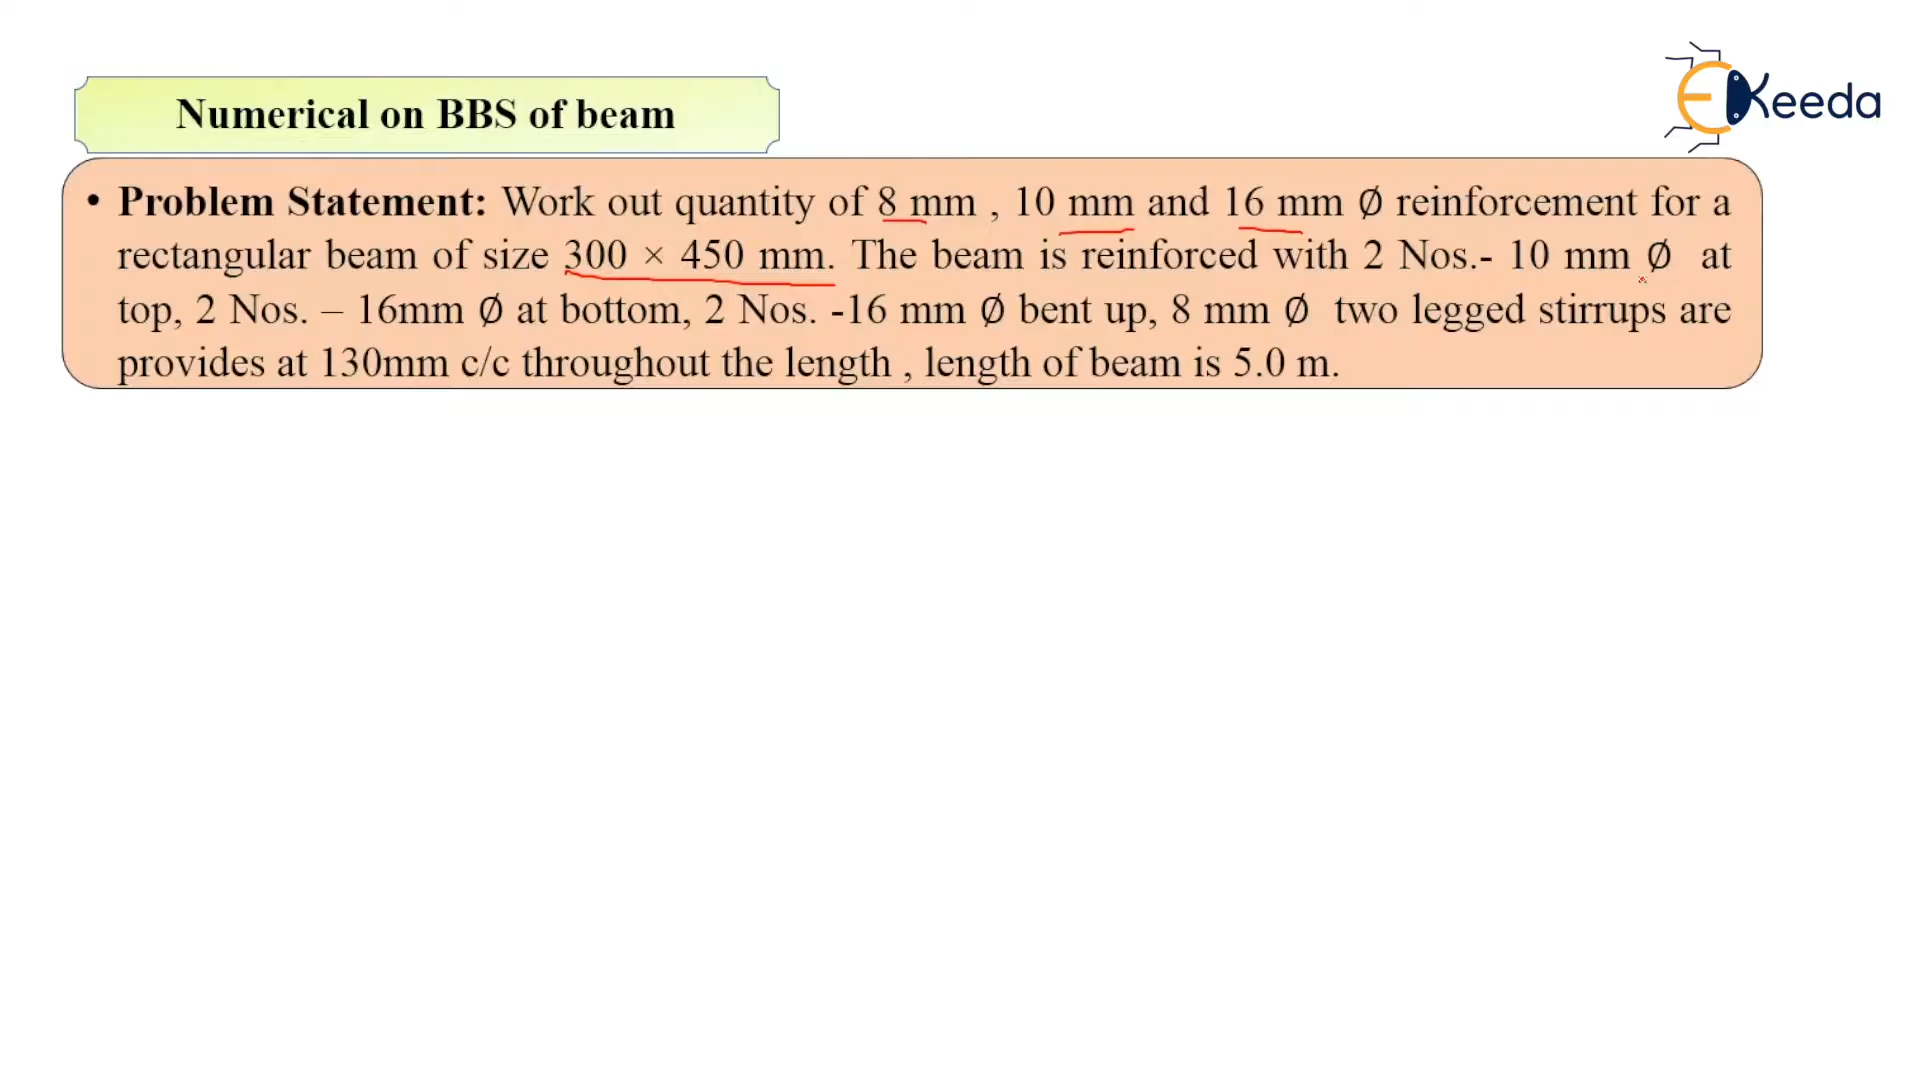 Numerical on BBS of beam
EKeeda
• Problem Statement: Work out quantity of 8 mm , 10 mm and 16 mm ∅ reinforcement for a
rectangular beam of size 300 × 450 mm. The beam is reinforced with 2 Nos.- 10 mm ∅ at
top, 2 Nos. – 16mm ∅ at bottom, 2 Nos. -16 mm ∅ bent up, 8 mm ∅ two legged stirrups are
provides at 130mm c/c throughout the length , length of beam is 5.0 m.